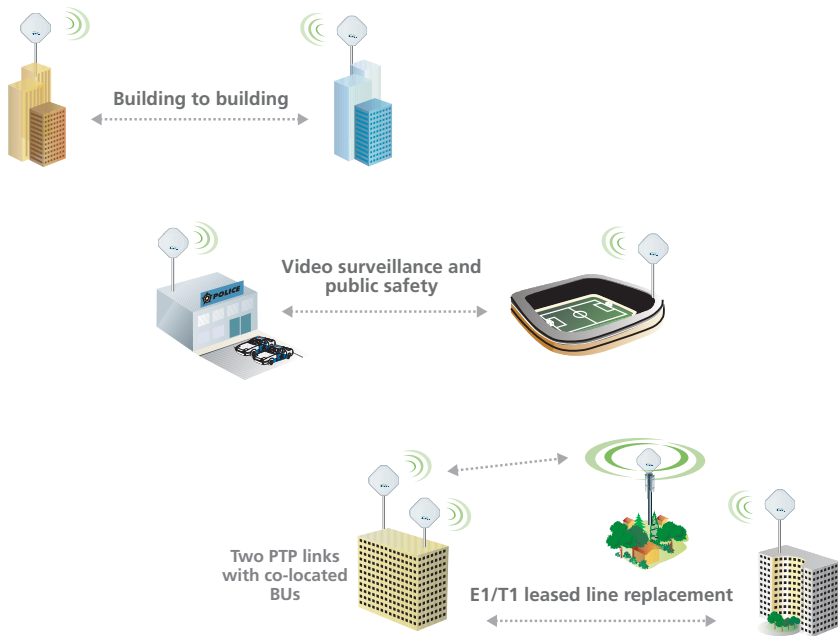 Building to building
Video surveillance and
public safety
POLICE
Two PTP links
with co-located
BUs
E1/T1 leased line replacement